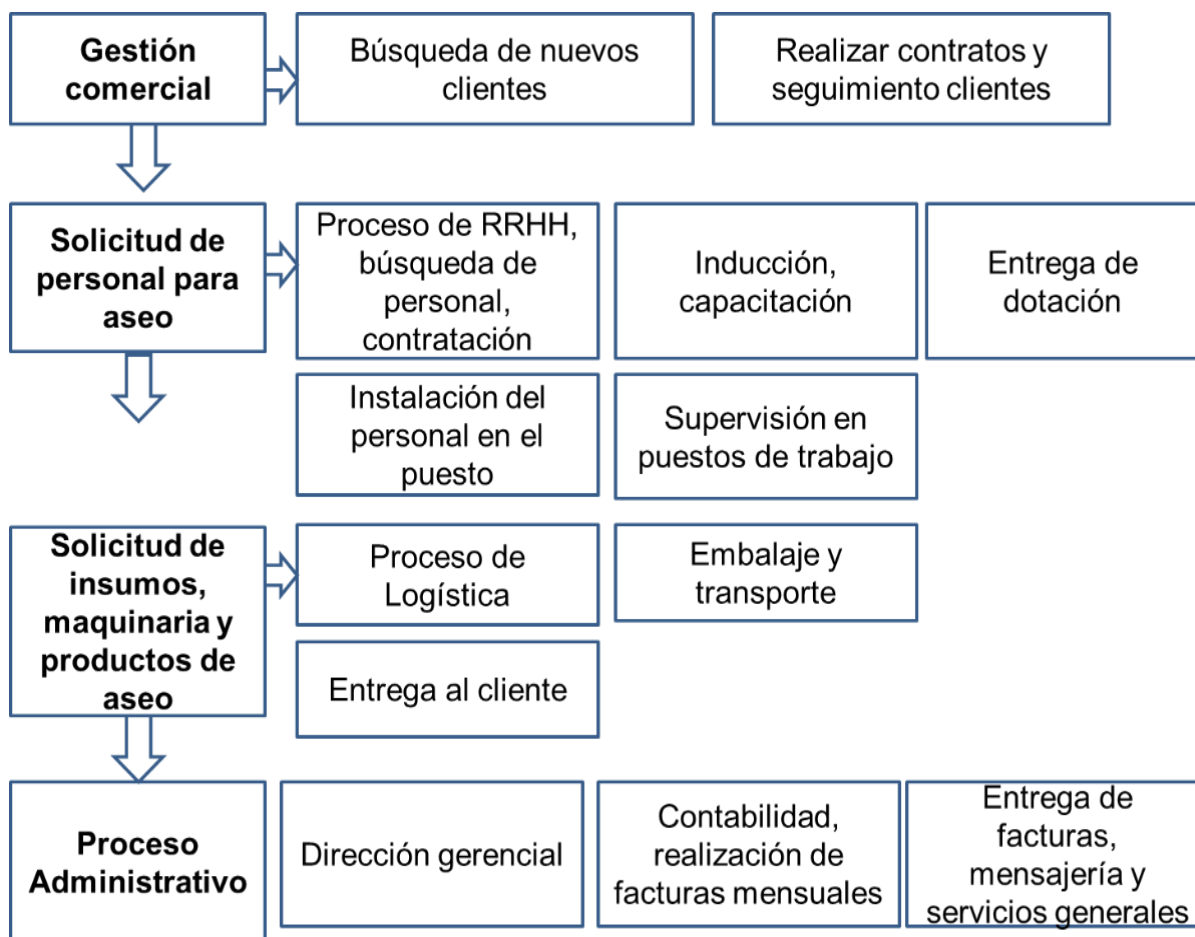 Gestión
comercial
Búsqueda de nuevos
clientes
Realizar contratos y
seguimiento clientes
Solicitud de
personal para
aseo
Proceso de RRHH,
búsqueda de
personal,
contratación
Inducción,
capacitación
Entrega de
dotación
Instalación del
personal en el
puesto
Supervisión en
puestos de trabajo
Solicitud de
insumos,
maquinaria y
productos de
aseo
Proceso de
Logística
Embalaje y
transporte
Entrega al cliente
Proceso
Administrativo
Dirección gerencial
Contabilidad,
realización de
facturas mensuales
Entrega de
facturas,
mensajería y
servicios generales